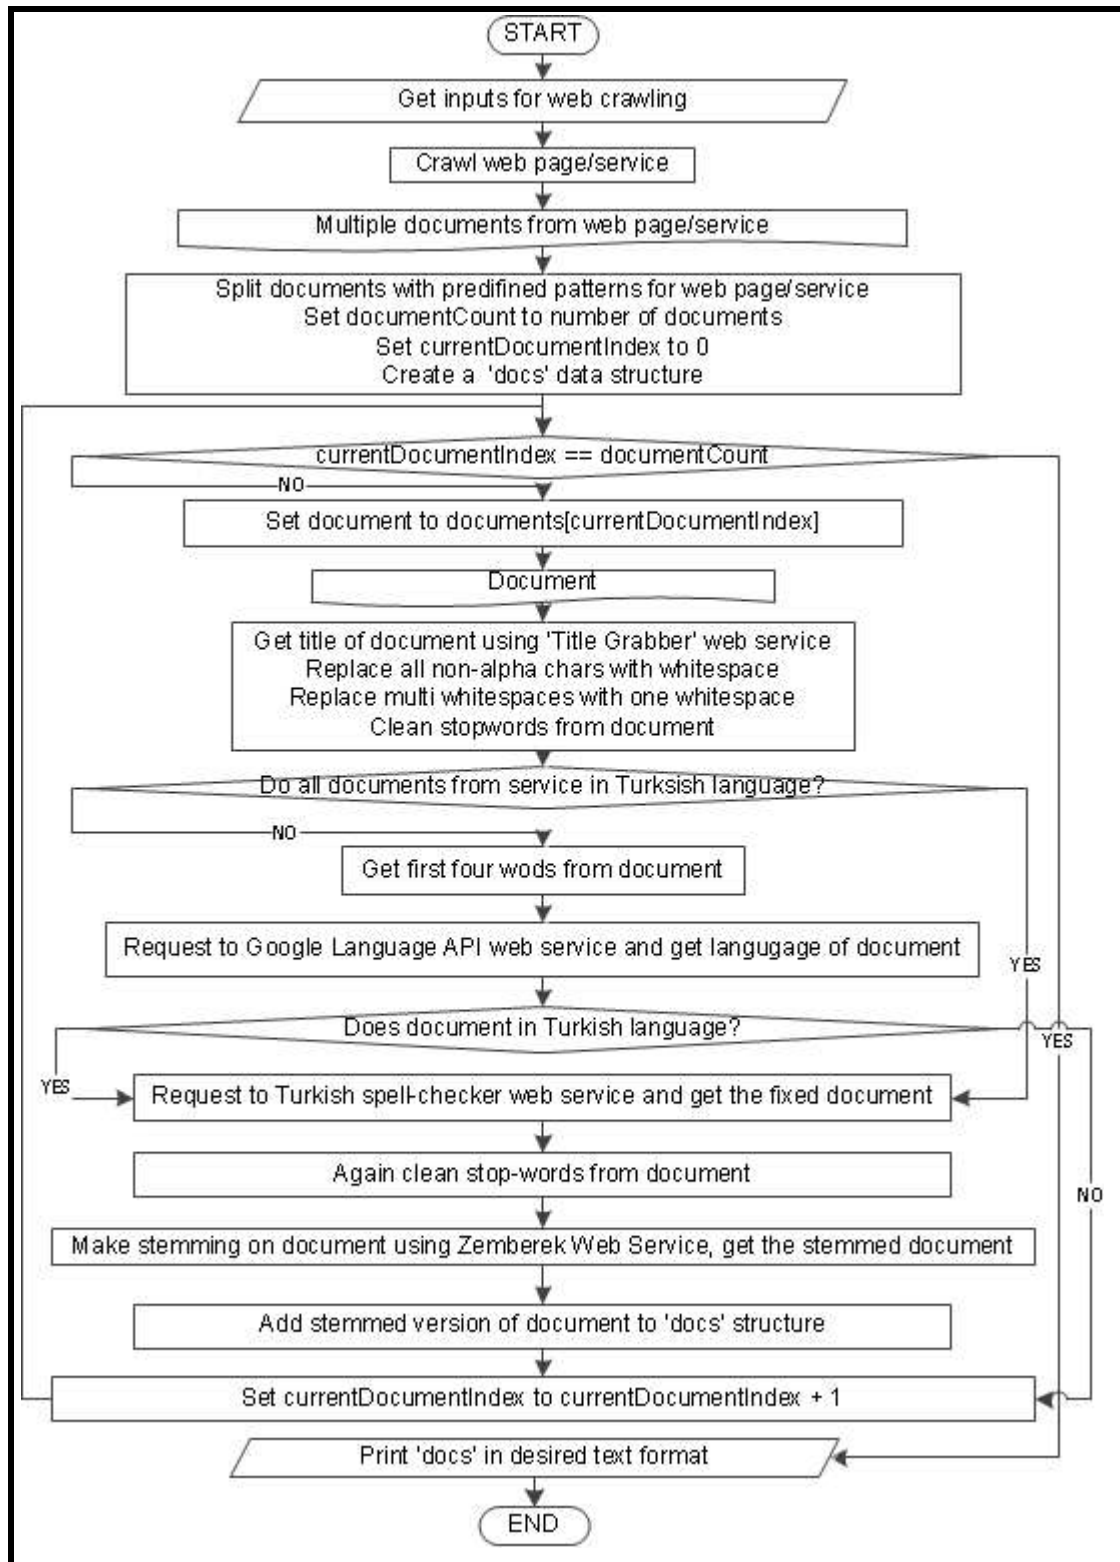 START
Get inputs for web crawling
Crawl web page/service
Multiple documents from web page/service
Split documents with predifined patterns for web page/service
Set documentCount to number of documents
Set currentDocumentIndex to 0
Create a 'docs' data structure
currentDocumentIndex == documentCount
NO
Set document to documents[currentDocumentIndex]
Document
Get title of document using 'Title Grabber' web service
Replace all non-alpha chars with whitespace
Replace multi whitespaces with one whitespace
Clean stopwords from document
Do all documents from service in Turksish language?
NO
Get first four wods from document
Request to Google Language API web service and get langugage of document
YES
Does document in Turkish language?
YES
YES
Request to Turkish spell-checker web service and get the fixed document
Again clean stop-words from document
NO
Make stemming on document using Zemberek Web Service, get the stemmed document
Add stemmed version of document to 'docs' structure
Set currentDocumentIndex to currentDocumentIndex + 1
Print 'docs' in desired text format
END